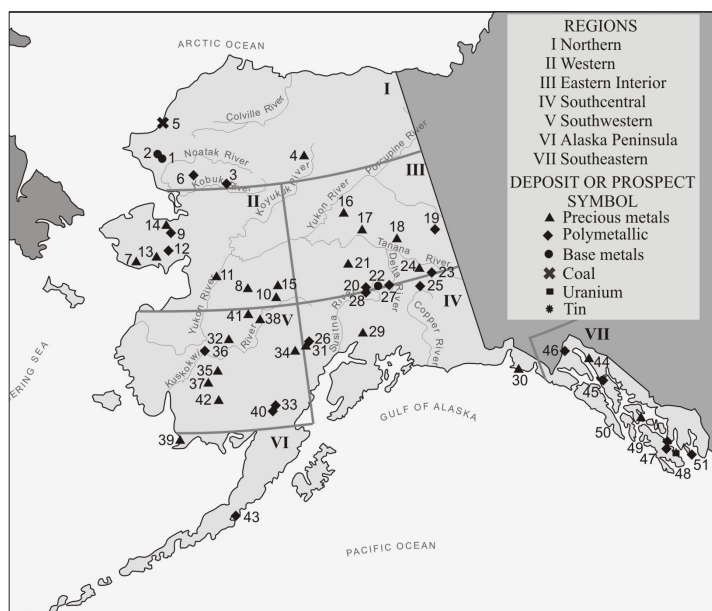 ARCTIC OCEAN
REGIONS
I Northern
II Western
III Eastern Interior
IV Southcentral
V Southwestern
VI Alaska Peninsula
VII Southeastern
DEPOSIT OR PROSPECT
SYMBOL
Precious metals
Polymetallic
Base metals
Coal
Uranium
Tin
I
Colville River
5
2
1
Noatak River
4
6
3
Kobuk River
Koyukuk River
Porcupine River
III
II
Yukon River
16
17
18
19
14
9
12
7
13
Tanana River
21
24
23
11
8
15
10
Yukon River
20
22
Delta River
27
28
25
IV
41
V
38
Susitna River
Copper River
32
River
26
31
34
29
Kuskokwim
36
35
37
42
33
40
30
VII
46
44
45
GULF OF ALASKA
39
VI
50
49
47
48
51
43
ERING SEA
PACIFIC OCEAN